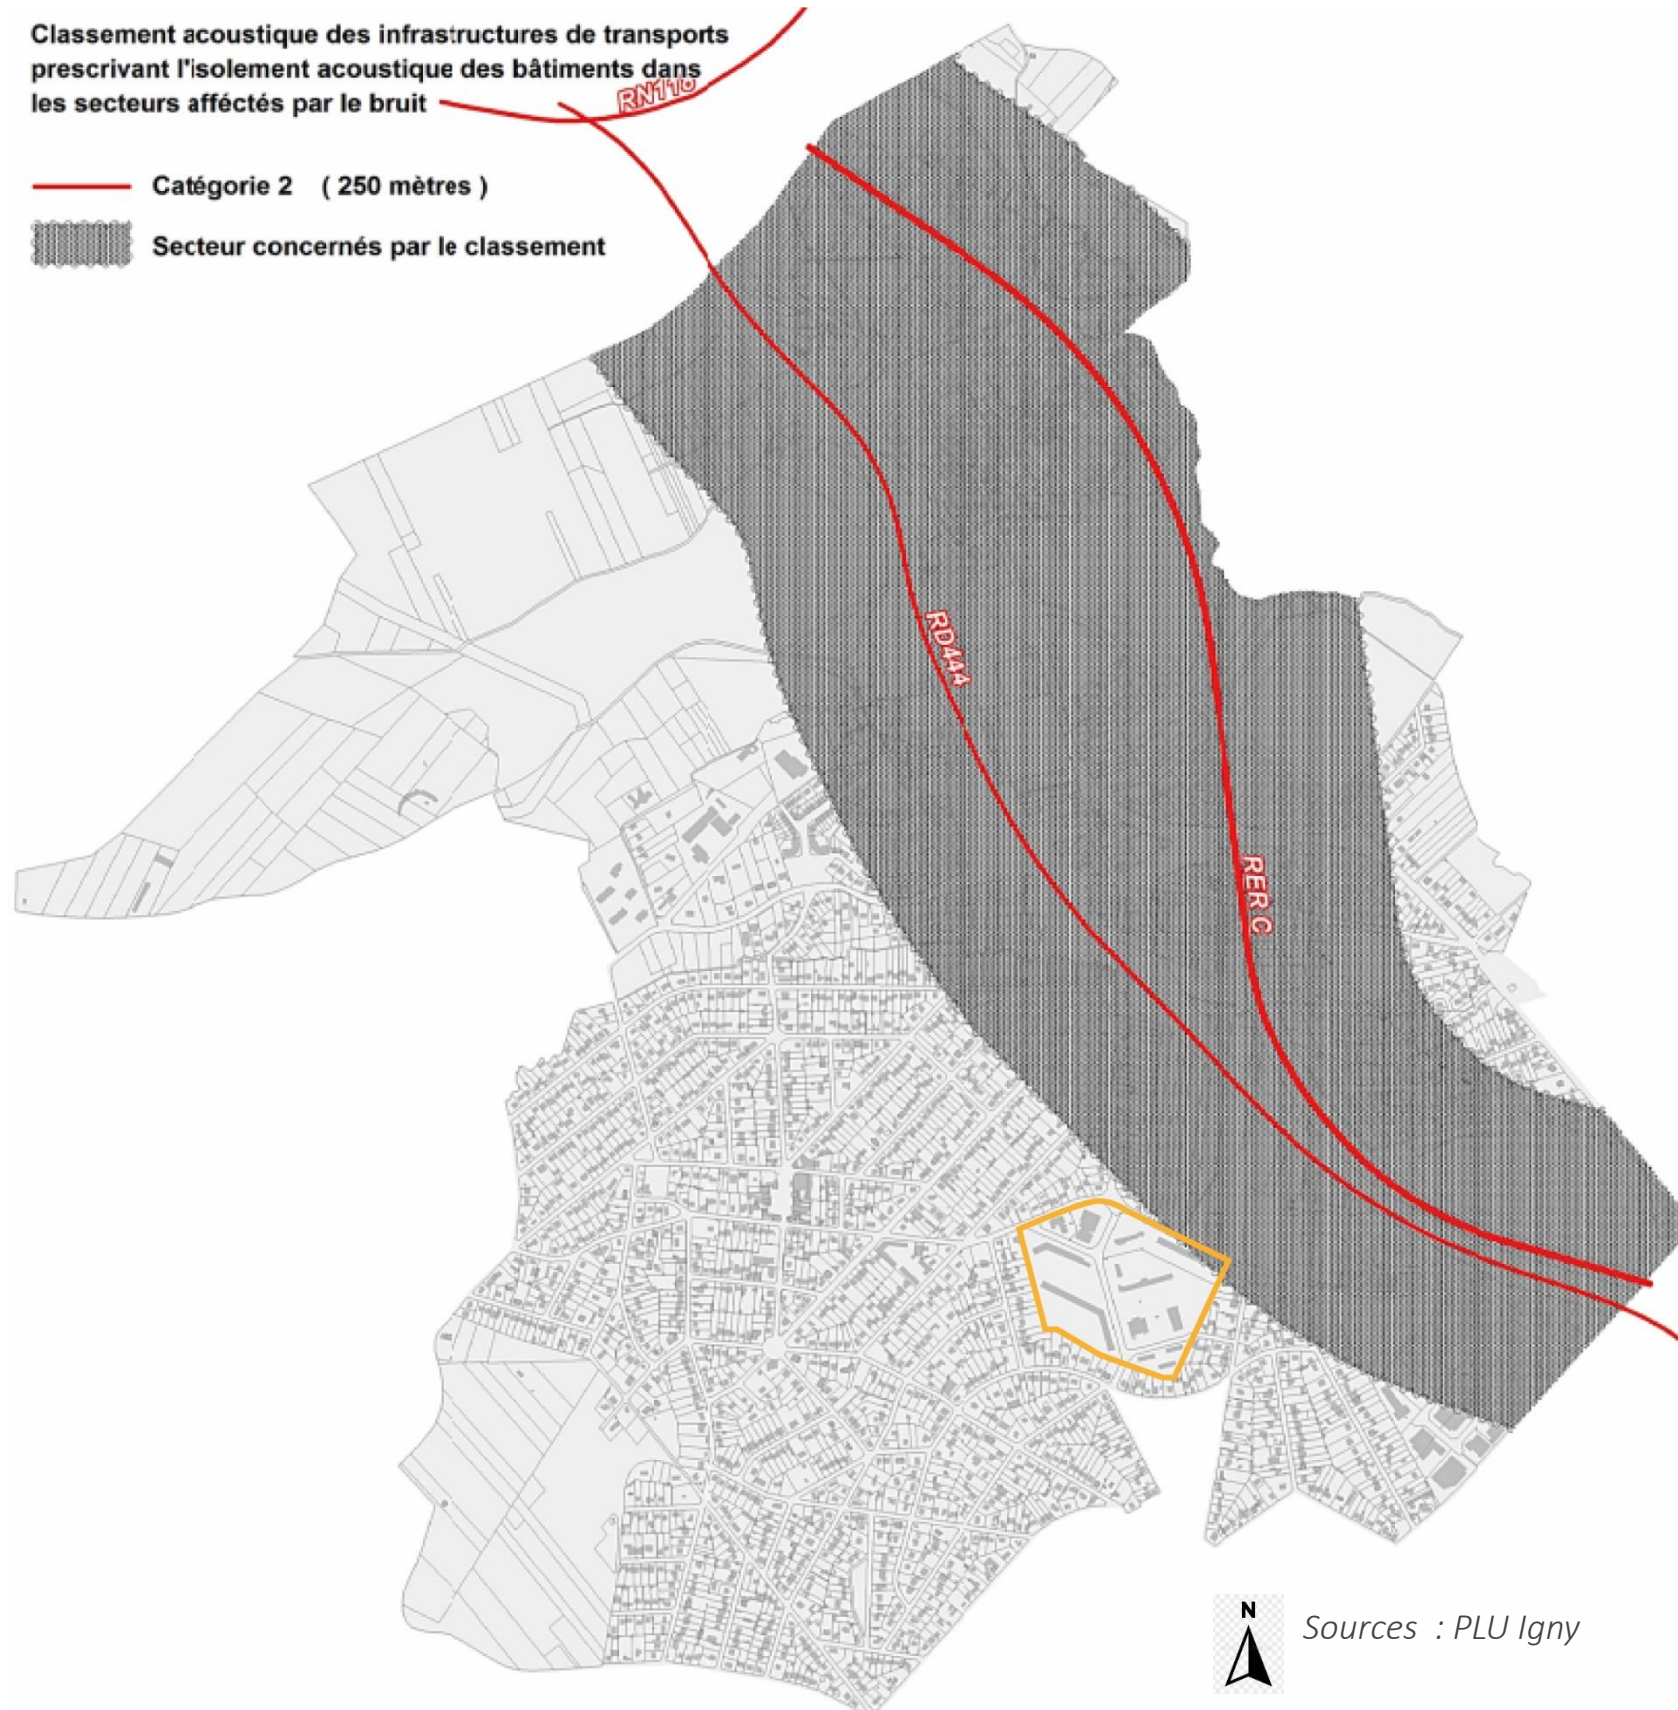 Classement acoustique des infrastructures de transports
prescrivant l'isolement acoustique des bâtiments dans
les secteurs afféctés par le bruit
RN118
Catégorie 2 ( 250 mètres )
Secteur concernés par le classement
RD444
RER C
N
Sources : PLU Igny